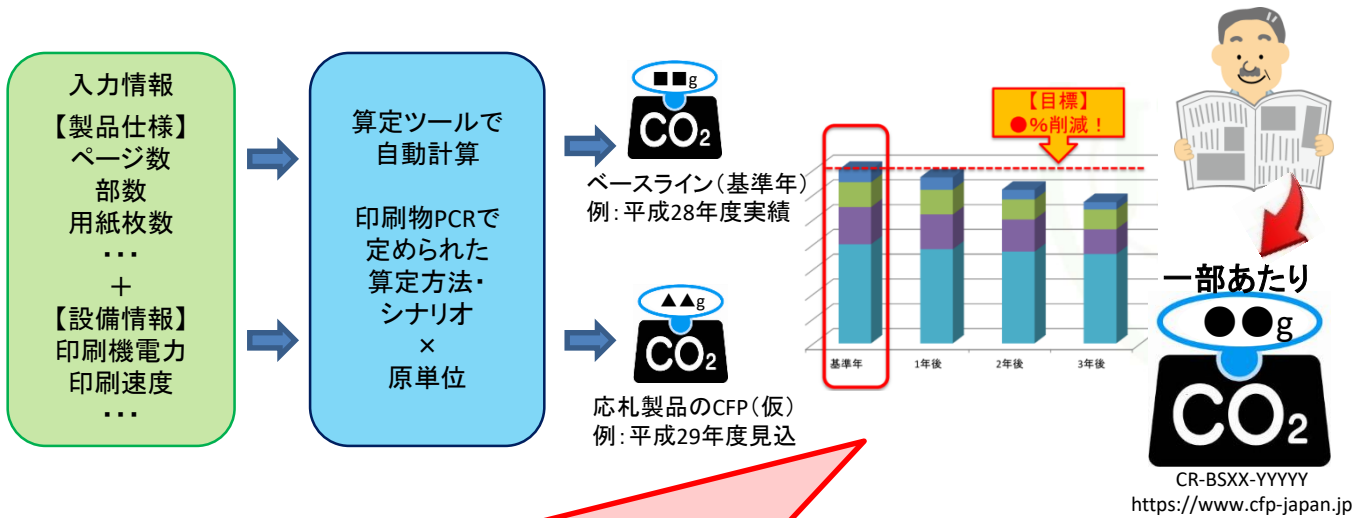 入力情報
【製品仕様】
ページ数
部数
用紙枚数
・・・
＋
【設備情報】
印刷機電力
印刷速度
・・・
算定ツールで
自動計算
印刷物PCRで
定められた
算定方法・
シナリオ
×
原単位
■■g
CO2
ベースライン（基準年）
例：平成28年度実績
▲▲g
CO2
応札製品のCFP（仮）
例：平成29年度見込
【目標】
●%削減！
基準年
1年後
2年後
3年後
一部あたり
●●g
CO2
CR-BSXX-YYYYY
https://www.cfp-japan.jp